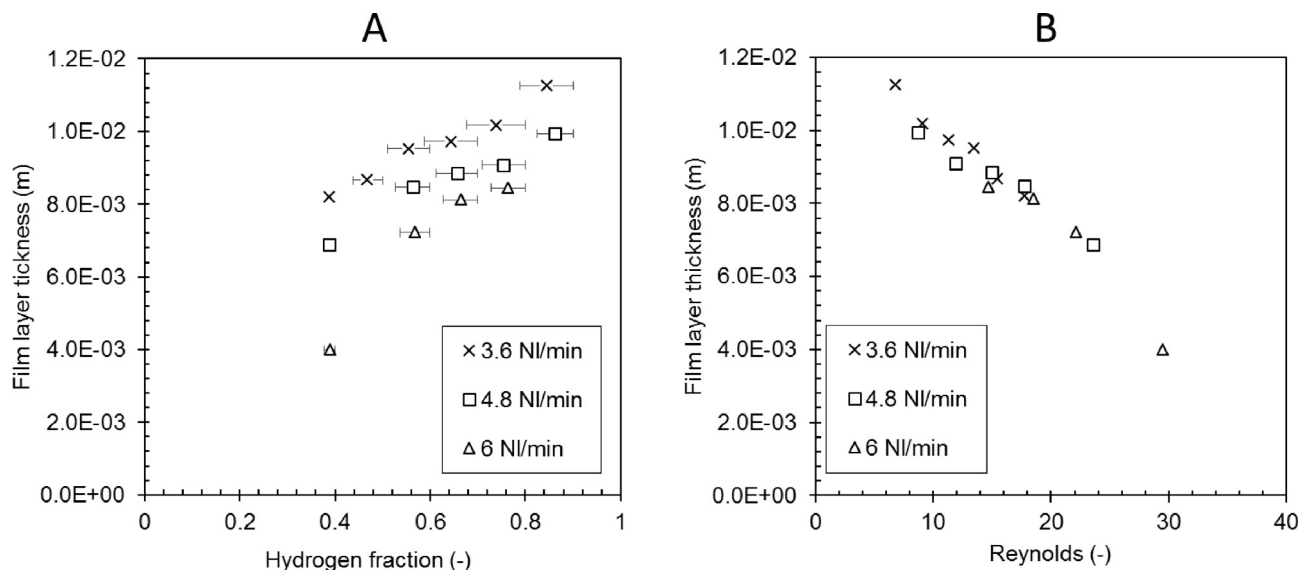 A
1.2E-02
1.0E-02
8.0E-03
6.0E-03
4.0E-03
2.0E-03
0.0E+00
Film layer tickness (m)
× 3.6 Nl/min
□ 4.8 Nl/min
△ 6 Nl/min
0 0.2 0.4 0.6 0.8 1
Hydrogen fraction (-)
B
1.2E-02
1.0E-02
8.0E-03
6.0E-03
4.0E-03
2.0E-03
0.0E+00
Film layer thickness (m)
× 3.6 Nl/min
□ 4.8 Nl/min
△ 6 Nl/min
0 10 20 30 40
Reynolds (-)